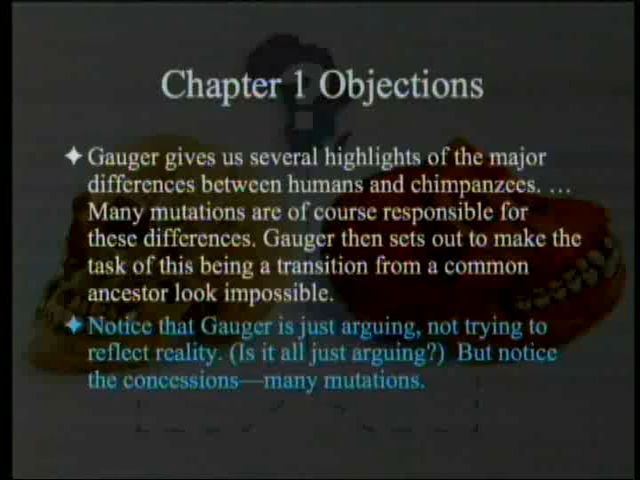 Chapter 1 Objections
✦ Gauger gives us several highlights of the major
differences between humans and chimpanzees. …
Many mutations are of course responsible for
these differences. Gauger then sets out to make the
task of this being a transition from a common
ancestor look impossible.
✦ Notice that Gauger is just arguing, not trying to
reflect reality. (Is it all just arguing?)  But notice
the concessions—many mutations.